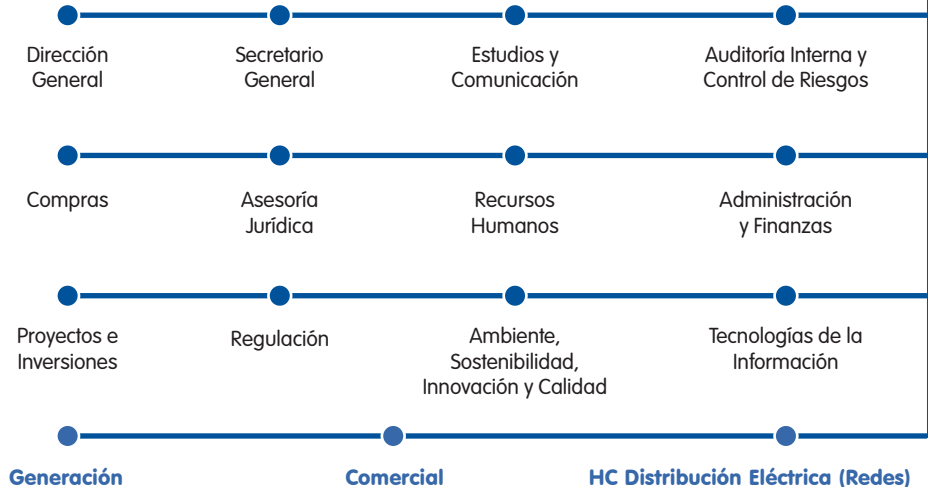 Dirección
General
Secretario
General
Estudios y
Comunicación
Auditoría Interna y
Control de Riesgos
Compras
Asesoría
Jurídica
Recursos
Humanos
Administración
y Finanzas
Proyectos e
Inversiones
Regulación
Ambiente,
Sostenibilidad,
Innovación y Calidad
Tecnologías de la
Información
Generación
Comercial
HC Distribución Eléctrica (Redes)